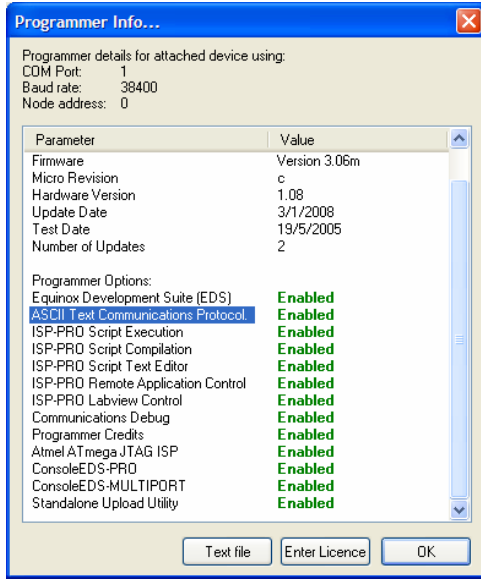 Programmer Info...
Programmer details for attached device using:
COM Port: 1
Baud rate: 38400
Node address: 0
Parameter Value
Firmware Version 3.06m
Micro Revision c
Hardware Version 1.08
Update Date 3/1/2008
Test Date 19/5/2005
Number of Updates 2
Programmer Options:
Equinox Development Suite (EDS) Enabled
ASCII Text Communications Protocol. Enabled
ISP-PRO Script Execution Enabled
ISP-PRO Script Compilation Enabled
ISP-PRO Script Text Editor Enabled
ISP-PRO Remote Application Control Enabled
ISP-PRO Labview Control Enabled
Communications Debug Enabled
Programmer Credits Enabled
Atmel ATmega JTAG ISP Enabled
ConsoleEDS-PRO Enabled
ConsoleEDS-MULTIPORT Enabled
Standalone Upload Utility Enabled
Text file Enter Licence OK